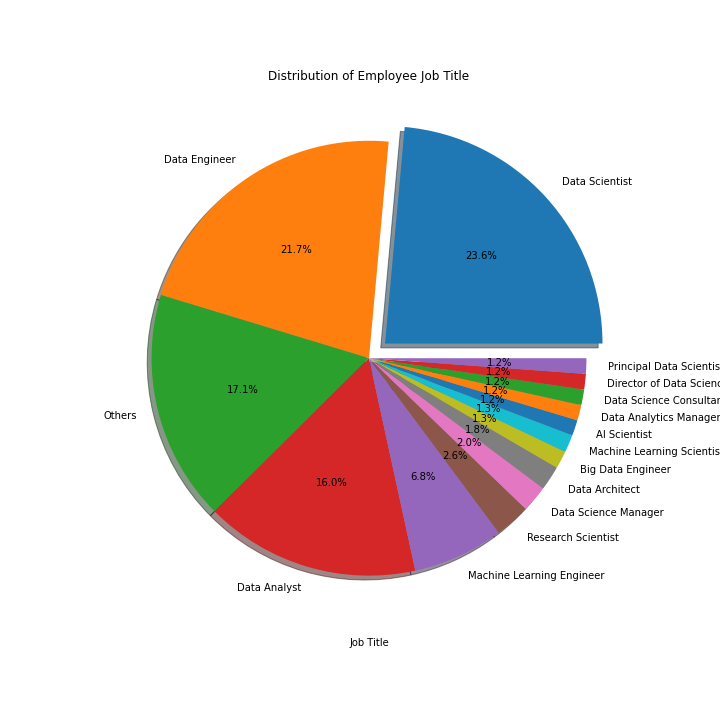 Distribution of Employee Job Title
Data Scientist
23.6%
Data Engineer
21.7%
Others
17.1%
Data Analyst
16.0%
Machine Learning Engineer
6.8%
Research Scientist
2.6%
Data Science Manager
2.0%
Data Architect
1.8%
Big Data Engineer
1.3%
Machine Learning Scientis
1.3%
AI Scientist
1.2%
Data Analytics Manager
1.2%
Data Science Consultan
1.2%
Director of Data Scienc
1.2%
Principal Data Scientis
1.2%
Job Title